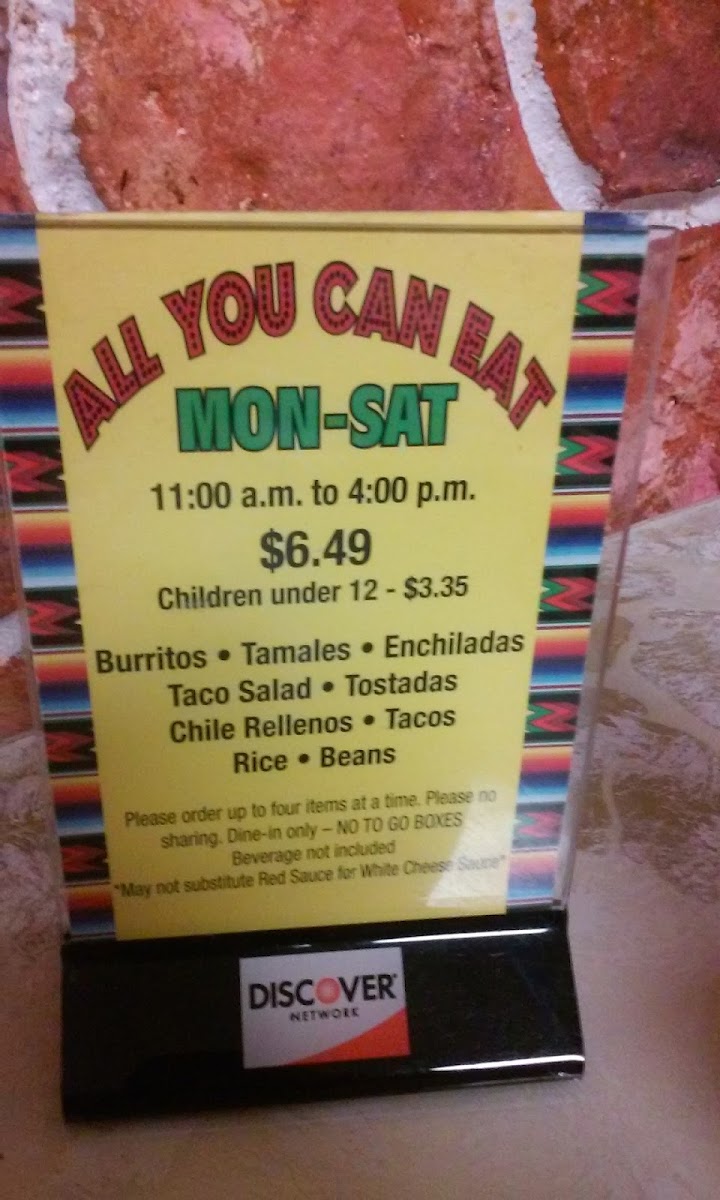 ALL YOU CAN EAT
MON-SAT
11:00 a.m. to 4:00 p.m.
$6.49
Children under 12 - $3.35
Burritos • Tamales • Enchiladas
Taco Salad • Tostadas
Chile Rellenos • Tacos
Rice • Beans
Please order up to four items at a time. Please no
sharing. Dine-in only – NO TO GO BOXES
Beverage not included
*May not substitute Red Sauce for White Cheese Sauce*
DISCOVER®
NETWORK